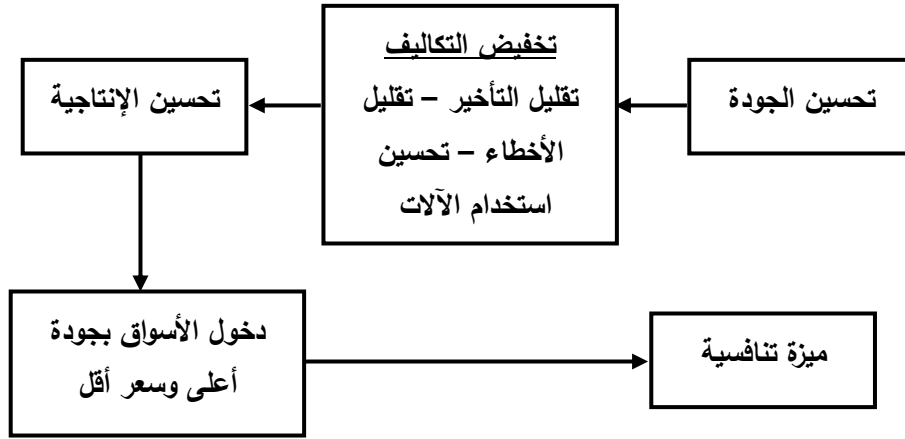 تحسين الجودة
تخفيض التكاليف
تقليل التأخير – تقليل
الأخطاء – تحسين
استخدام الآلات
تحسين الإنتاجية
دخول الأسواق بجودة
أعلى وسعر أقل
ميزة تنافسية